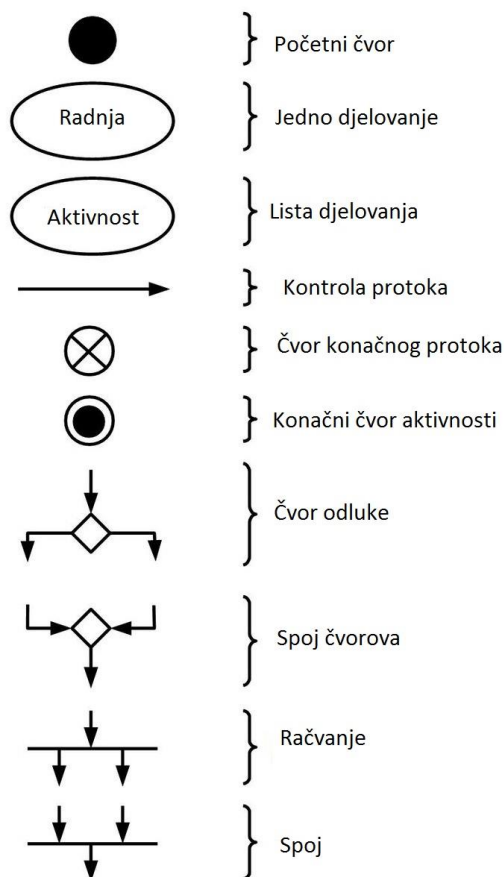 Početni čvor
Radnja
Jedno djelovanje
Aktivnost
Lista djelovanja
Kontrola protoka
Čvor konačnog protoka
Konačni čvor aktivnosti
Čvor odluke
Spoj čvorova
Račvanje
Spoj